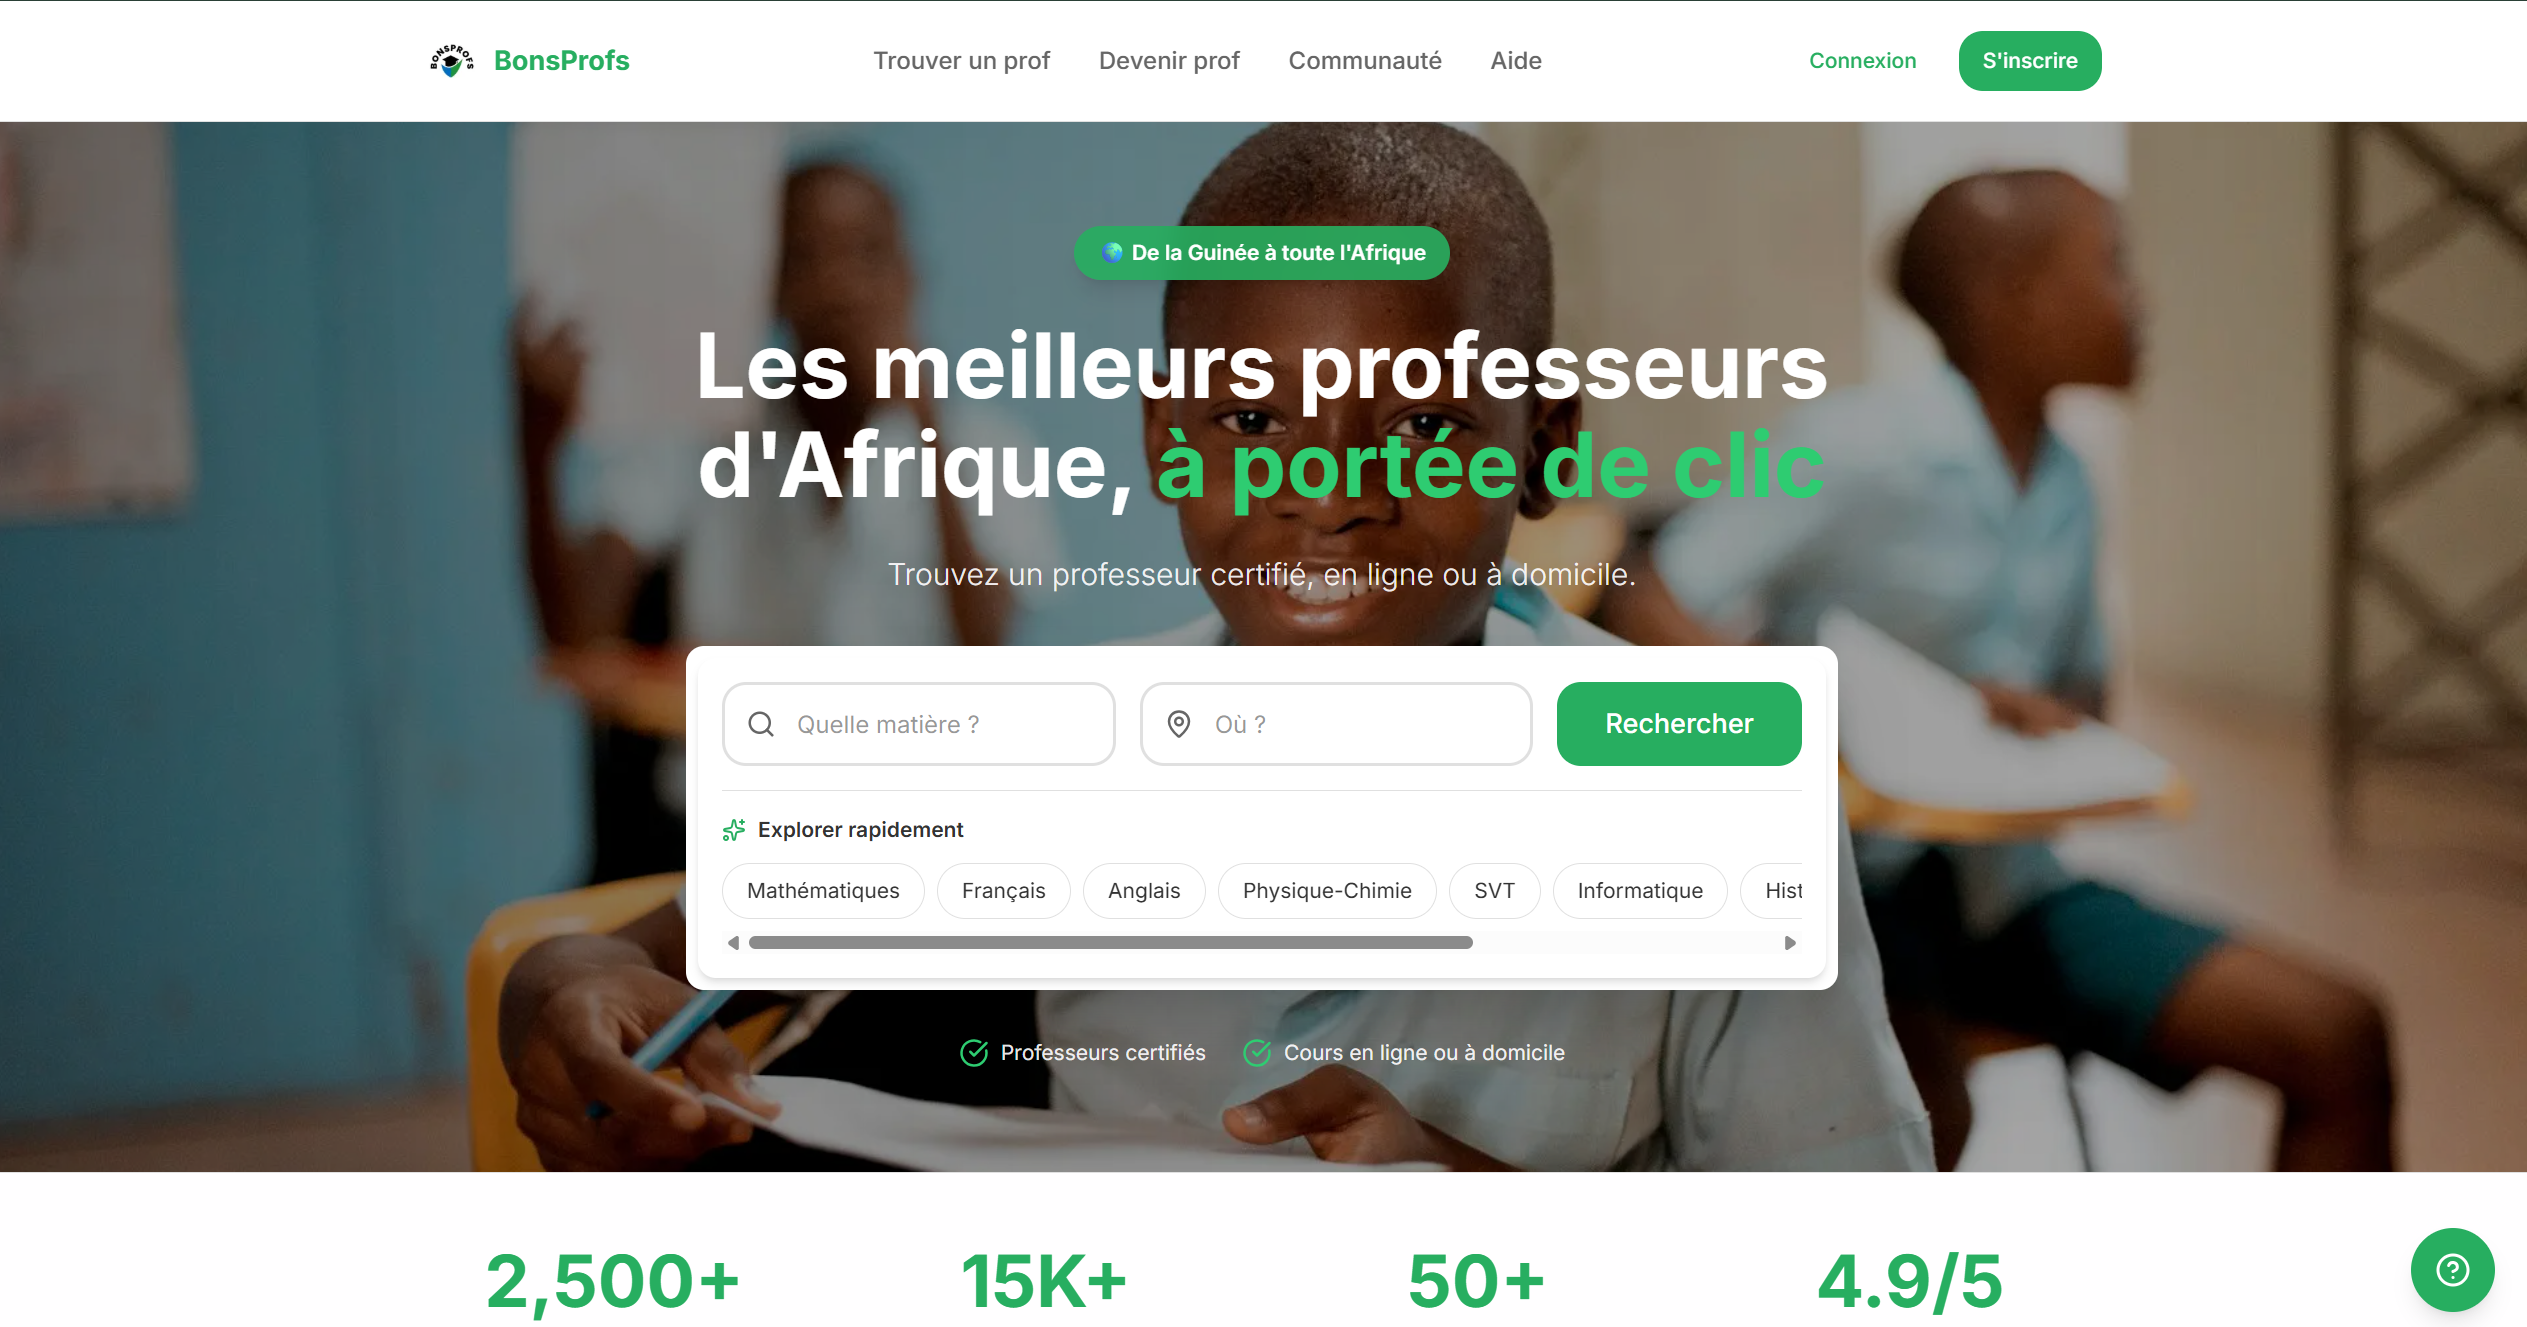 BONSPROFS
BonsProfs
Trouver un prof
Devenir prof
Communauté
Aide
Connexion
S'inscrire
De la Guinée à toute l'Afrique
Les meilleurs professeurs
d'Afrique, à portée de clic
Trouvez un professeur certifié, en ligne ou à domicile.
Quelle matière ?
Où ?
Rechercher
Explorer rapidement
Mathématiques
Français
Anglais
Physique-Chimie
SVT
Informatique
Hist
Professeurs certifiés
Cours en ligne ou à domicile
2,500+
15K+
50+
4.9/5